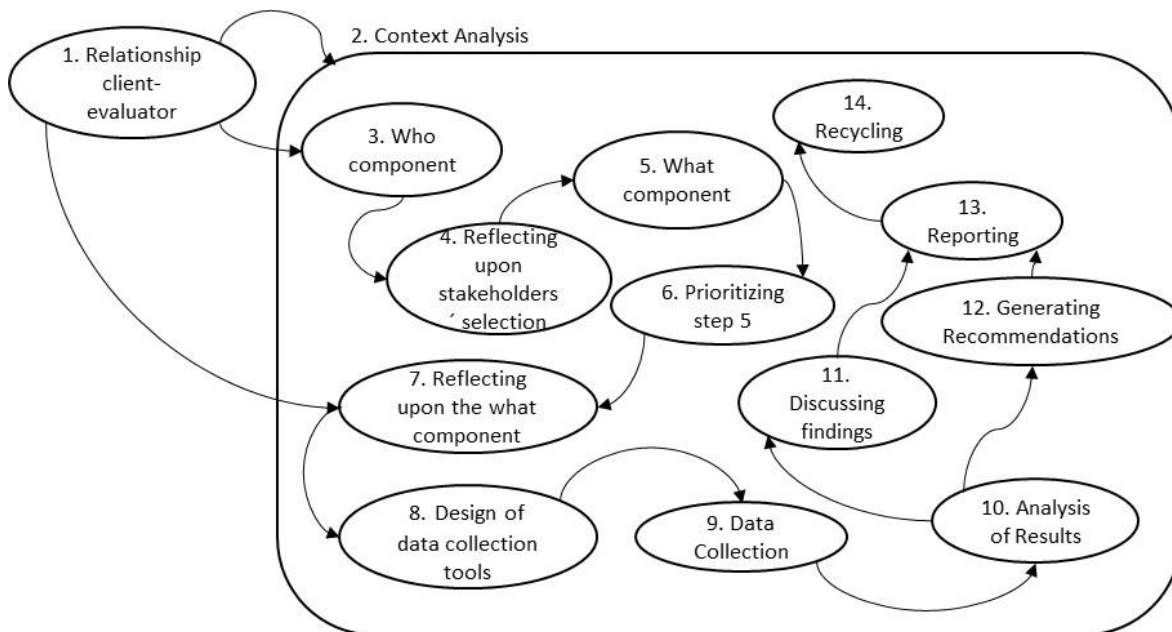 1. Relationship
client-
evaluator
2. Context Analysis
3. Who
component
4. Reflecting
upon
stakeholders
´ selection
5. What
component
6. Prioritizing
step 5
7. Reflecting
upon the what
component
8. Design of
data collection
tools
9. Data
Collection
10. Analysis
of Results
11.
Discussing
findings
12. Generating
Recommendations
13.
Reporting
14.
Recycling